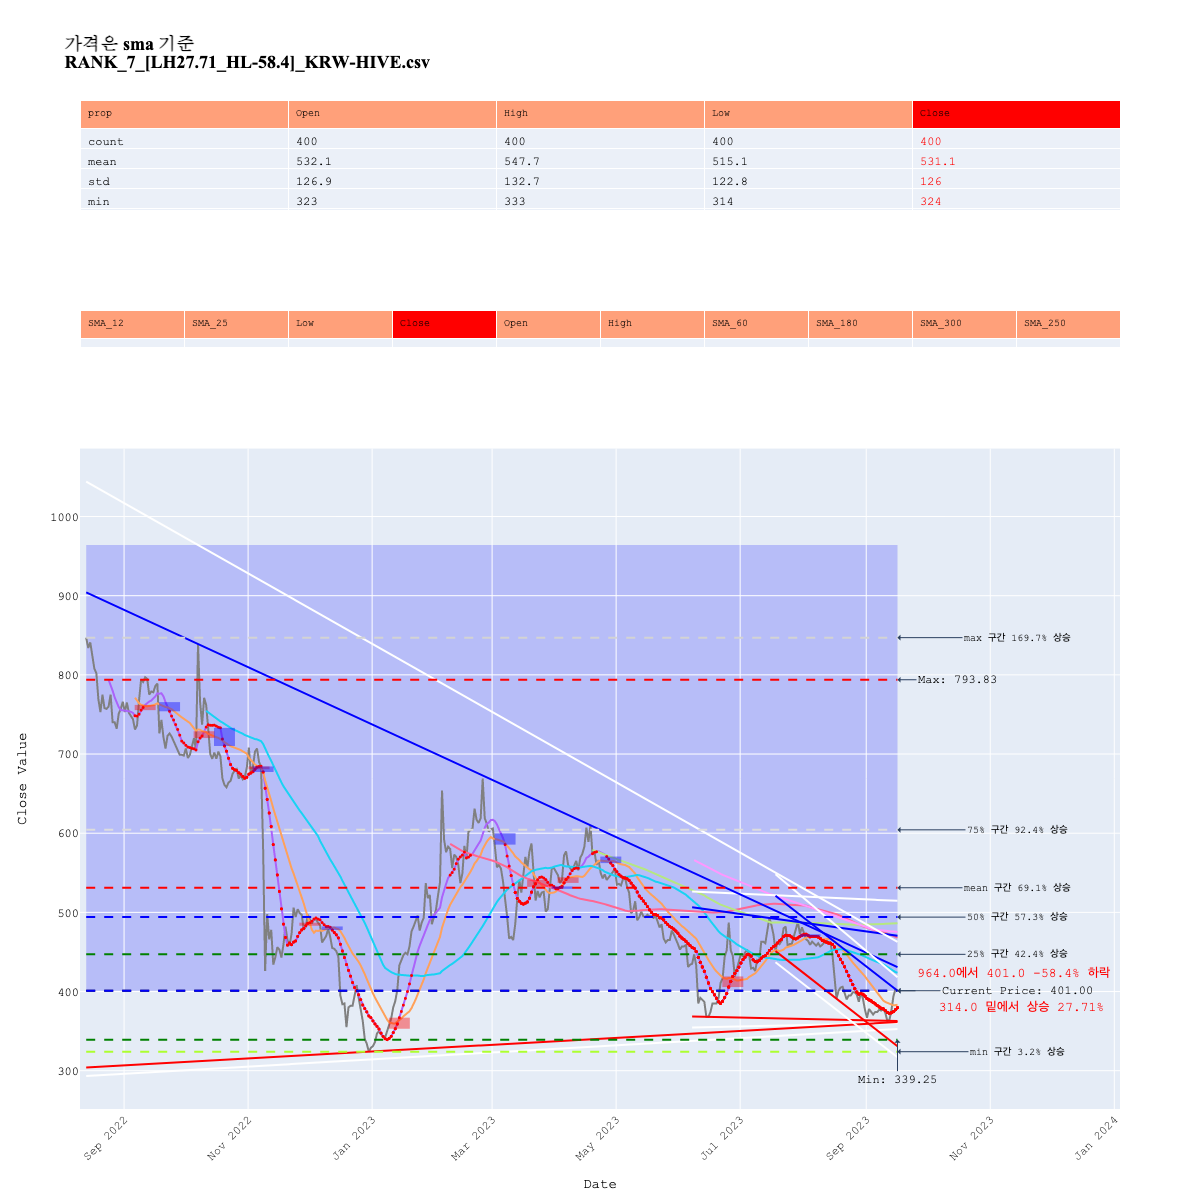 가격은 sma 기준
RANK_7_[LH27.71_HL-58.4]_KRW-HIVE.csv
prop Open High Low Close
count 400 400 400 400
mean 532.1 547.7 515.1 531.1
std 126.9 132.7 122.8 126
min 323 333 314 324
SMA_12 SMA_25 Low Close Open High SMA_60 SMA_180 SMA_300 SMA_250
1000
900
800
700
600
500
400
300
Close Value
max 구간 169.7% 상승
Max: 793.83
75% 구간 92.4% 상승
mean 구간 69.1% 상승
50% 구간 57.3% 상승
25% 구간 42.4% 상승
964.0에서 401.0 -58.4% 하락
Current Price: 401.00
314.0 밑에서 상승 27.71%
min 구간 3.2% 상승
Min: 339.25
Sep 2022 Nov 2022 Jan 2023 Mar 2023 May 2023 Jul 2023 Sep 2023 Nov 2023 Jan 2024
Date